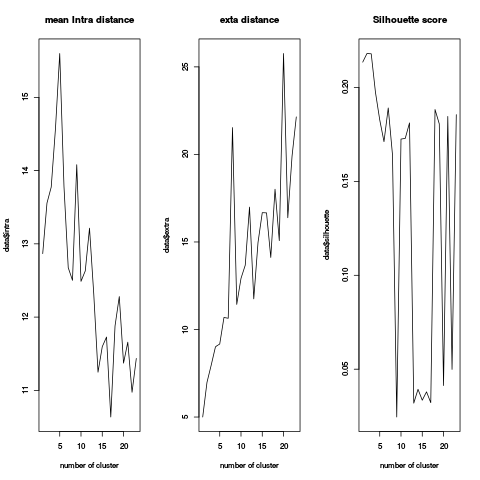 mean Intra distance
data$intra
11
12
13
14
15
5
10
15
20
number of cluster
exta distance
data$extra
5
10
15
20
25
5
10
15
20
number of cluster
Silhouette score
data$silhouette
0.05
0.10
0.15
0.20
5
10
15
20
number of cluster